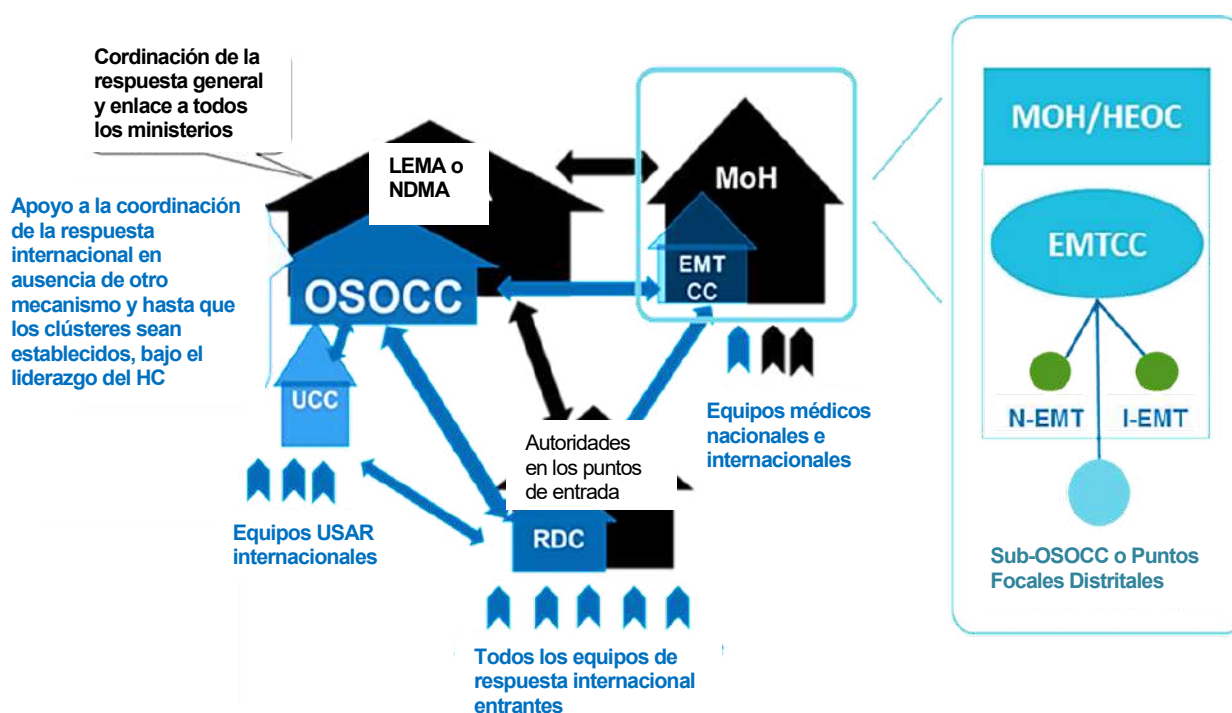 Cordinación de la
respuesta general
y enlace a todos
los ministerios
LEMA o
NDMA
MoH
MOH/HEOC
Apoyo a la coordinación
de la respuesta
internacional en
ausencia de otro
mecanismo y hasta que
los clústeres sean
establecidos, bajo el
liderazgo del HC
OSOCC
EMT
CC
EMTCC
UCC
N-EMT
I-EMT
Equipos médicos
nacionales e
internacionales
Autoridades
en los puntos
de entrada
Equipos USAR
internacionales
RDC
Sub-OSOCC o Puntos
Focales Distritales
Todos los equipos de
respuesta internacional
entrantes